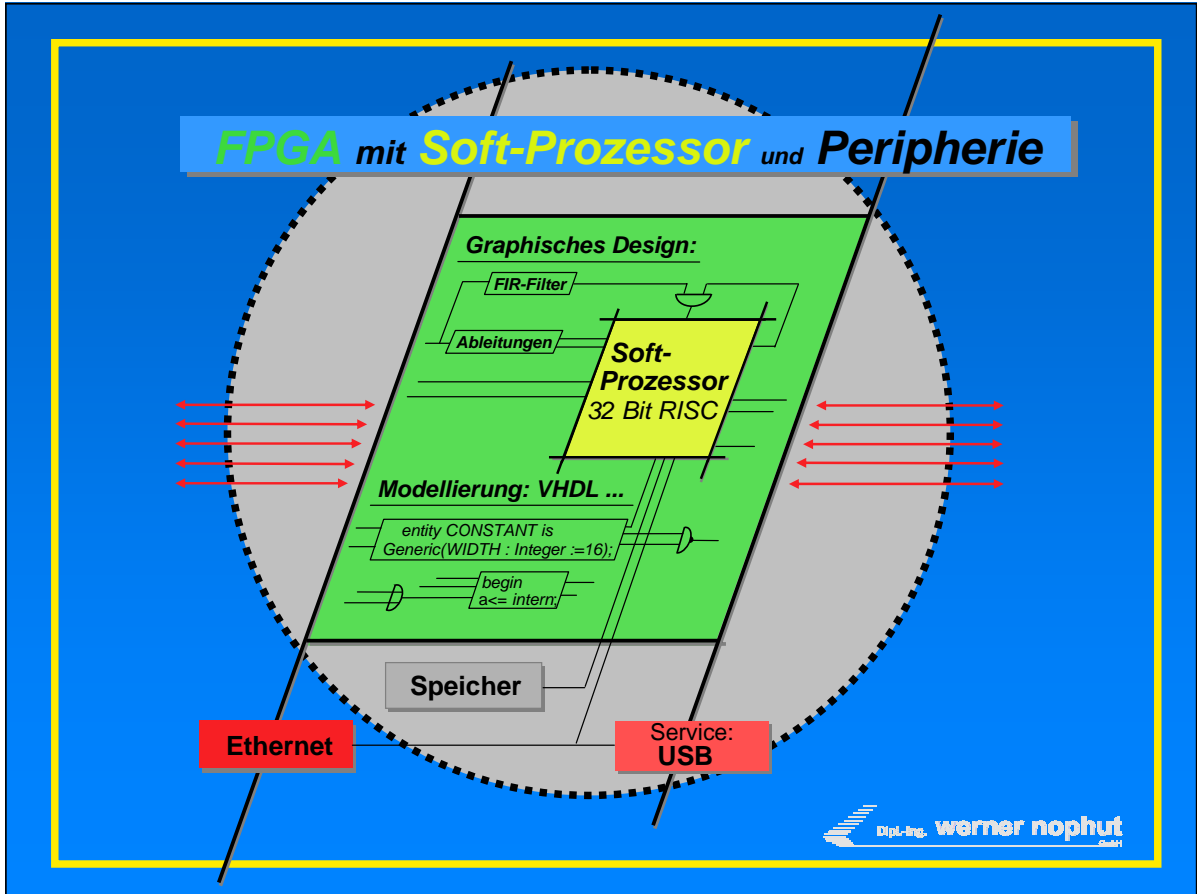 FPGA mit Soft-Prozessor und Peripherie
Graphisches Design:
FIR-Filter
Ableitungen
Soft-
Prozessor
32 Bit RISC
Modellierung: VHDL ...
entity CONSTANT is
Generic(WIDTH : Integer :=16);
begin
a<= intern;
Speicher
Ethernet
Service:
USB
Dipl.-Ing. werner nophut
GmbH